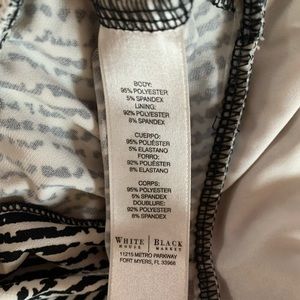 BODY:
95% POLYESTER
5% SPANDEX
LINING:
92% POLYESTER
8% SPANDEX
CUERPO:
95% POLIÉSTER
5% ELASTANO
FORRO:
92% POLIÉSTER
8% ELASTANO
CORPS:
95% POLYESTER
5% SPANDEX
DOUBLURE:
92% POLYESTER
8% SPANDEX
WHITE | BLACK
HOUSE | MARKET
11215 METRO PARKWAY
FORT MYERS, FL 33966